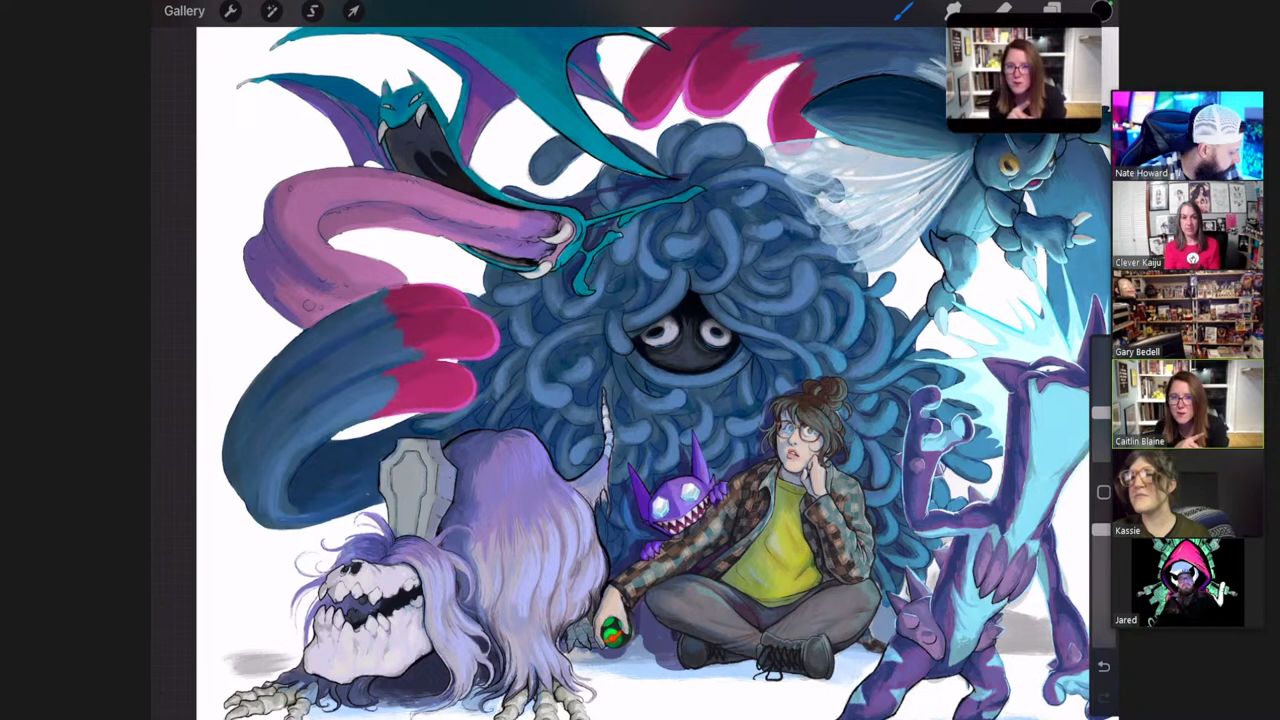 Gallery
Nate Howard
Clever Kaiju
Gary Bedell
Caitlin Blaine
Kassie
Jared